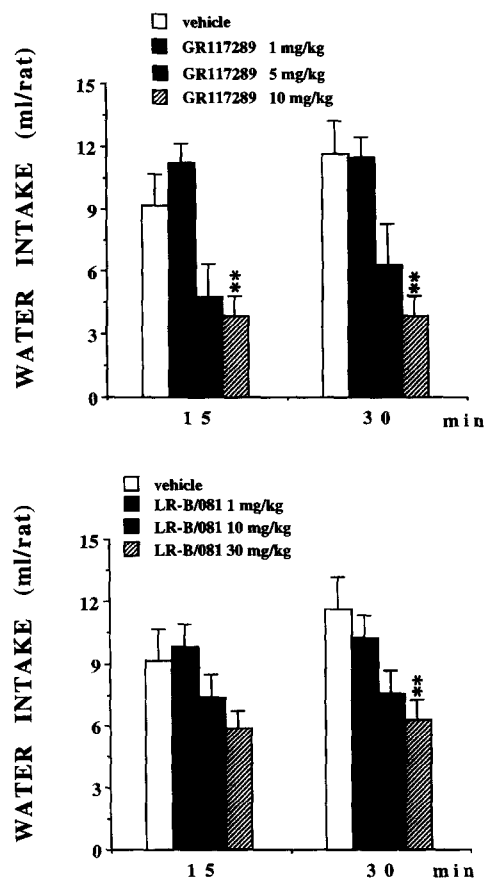 vehicle
GR117289 1 mg/kg
GR117289 5 mg/kg
GR117289 10 mg/kg
WATER INTAKE (ml/rat)
15
12
9
6
3
0
**
**
15 30 min
vehicle
LR-B/081 1 mg/kg
LR-B/081 10 mg/kg
LR-B/081 30 mg/kg
WATER INTAKE (ml/rat)
15
12
9
6
3
0
**
15 30 min